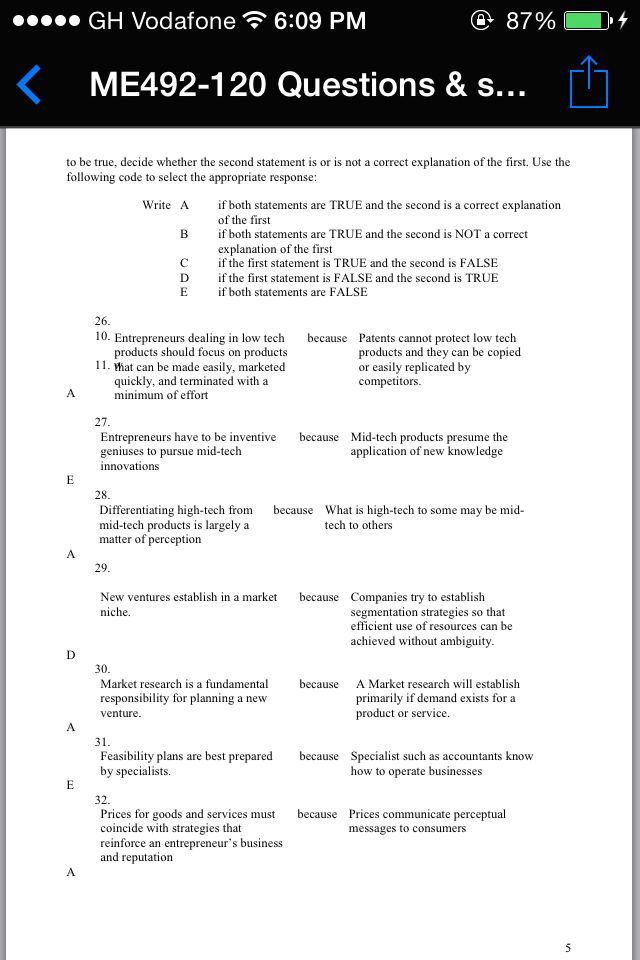 GH Vodafone 6:09 PM 87%
ME492-120 Questions & s...
to be true, decide whether the second statement is or is not a correct explanation of the first. Use the
following code to select the appropriate response:
Write A if both statements are TRUE and the second is a correct explanation
of the first
B if both statements are TRUE and the second is NOT a correct
explanation of the first
C if the first statement is TRUE and the second is FALSE
D if the first statement is FALSE and the second is TRUE
E if both statements are FALSE
26.
10. Entrepreneurs dealing in low tech because Patents cannot protect low tech
products should focus on products products and they can be copied
11. that can be made easily, marketed or easily replicated by
quickly, and terminated with a competitors.
A minimum of effort
27.
Entrepreneurs have to be inventive because Mid-tech products presume the
geniuses to pursue mid-tech application of new knowledge
innovations
E
28.
Differentiating high-tech from because What is high-tech to some may be mid-
mid-tech products is largely a tech to others
matter of perception
A
29.
New ventures establish in a market because Companies try to establish
niche. segmentation strategies so that
efficient use of resources can be
achieved without ambiguity.
D
30.
Market research is a fundamental because A Market research will establish
responsibility for planning a new primarily if demand exists for a
venture. product or service.
A
31.
Feasibility plans are best prepared because Specialist such as accountants know
by specialists. how to operate businesses
E
32.
Prices for goods and services must because Prices communicate perceptual
coincide with strategies that messages to consumers
reinforce an entrepreneur's business
and reputation
A
5